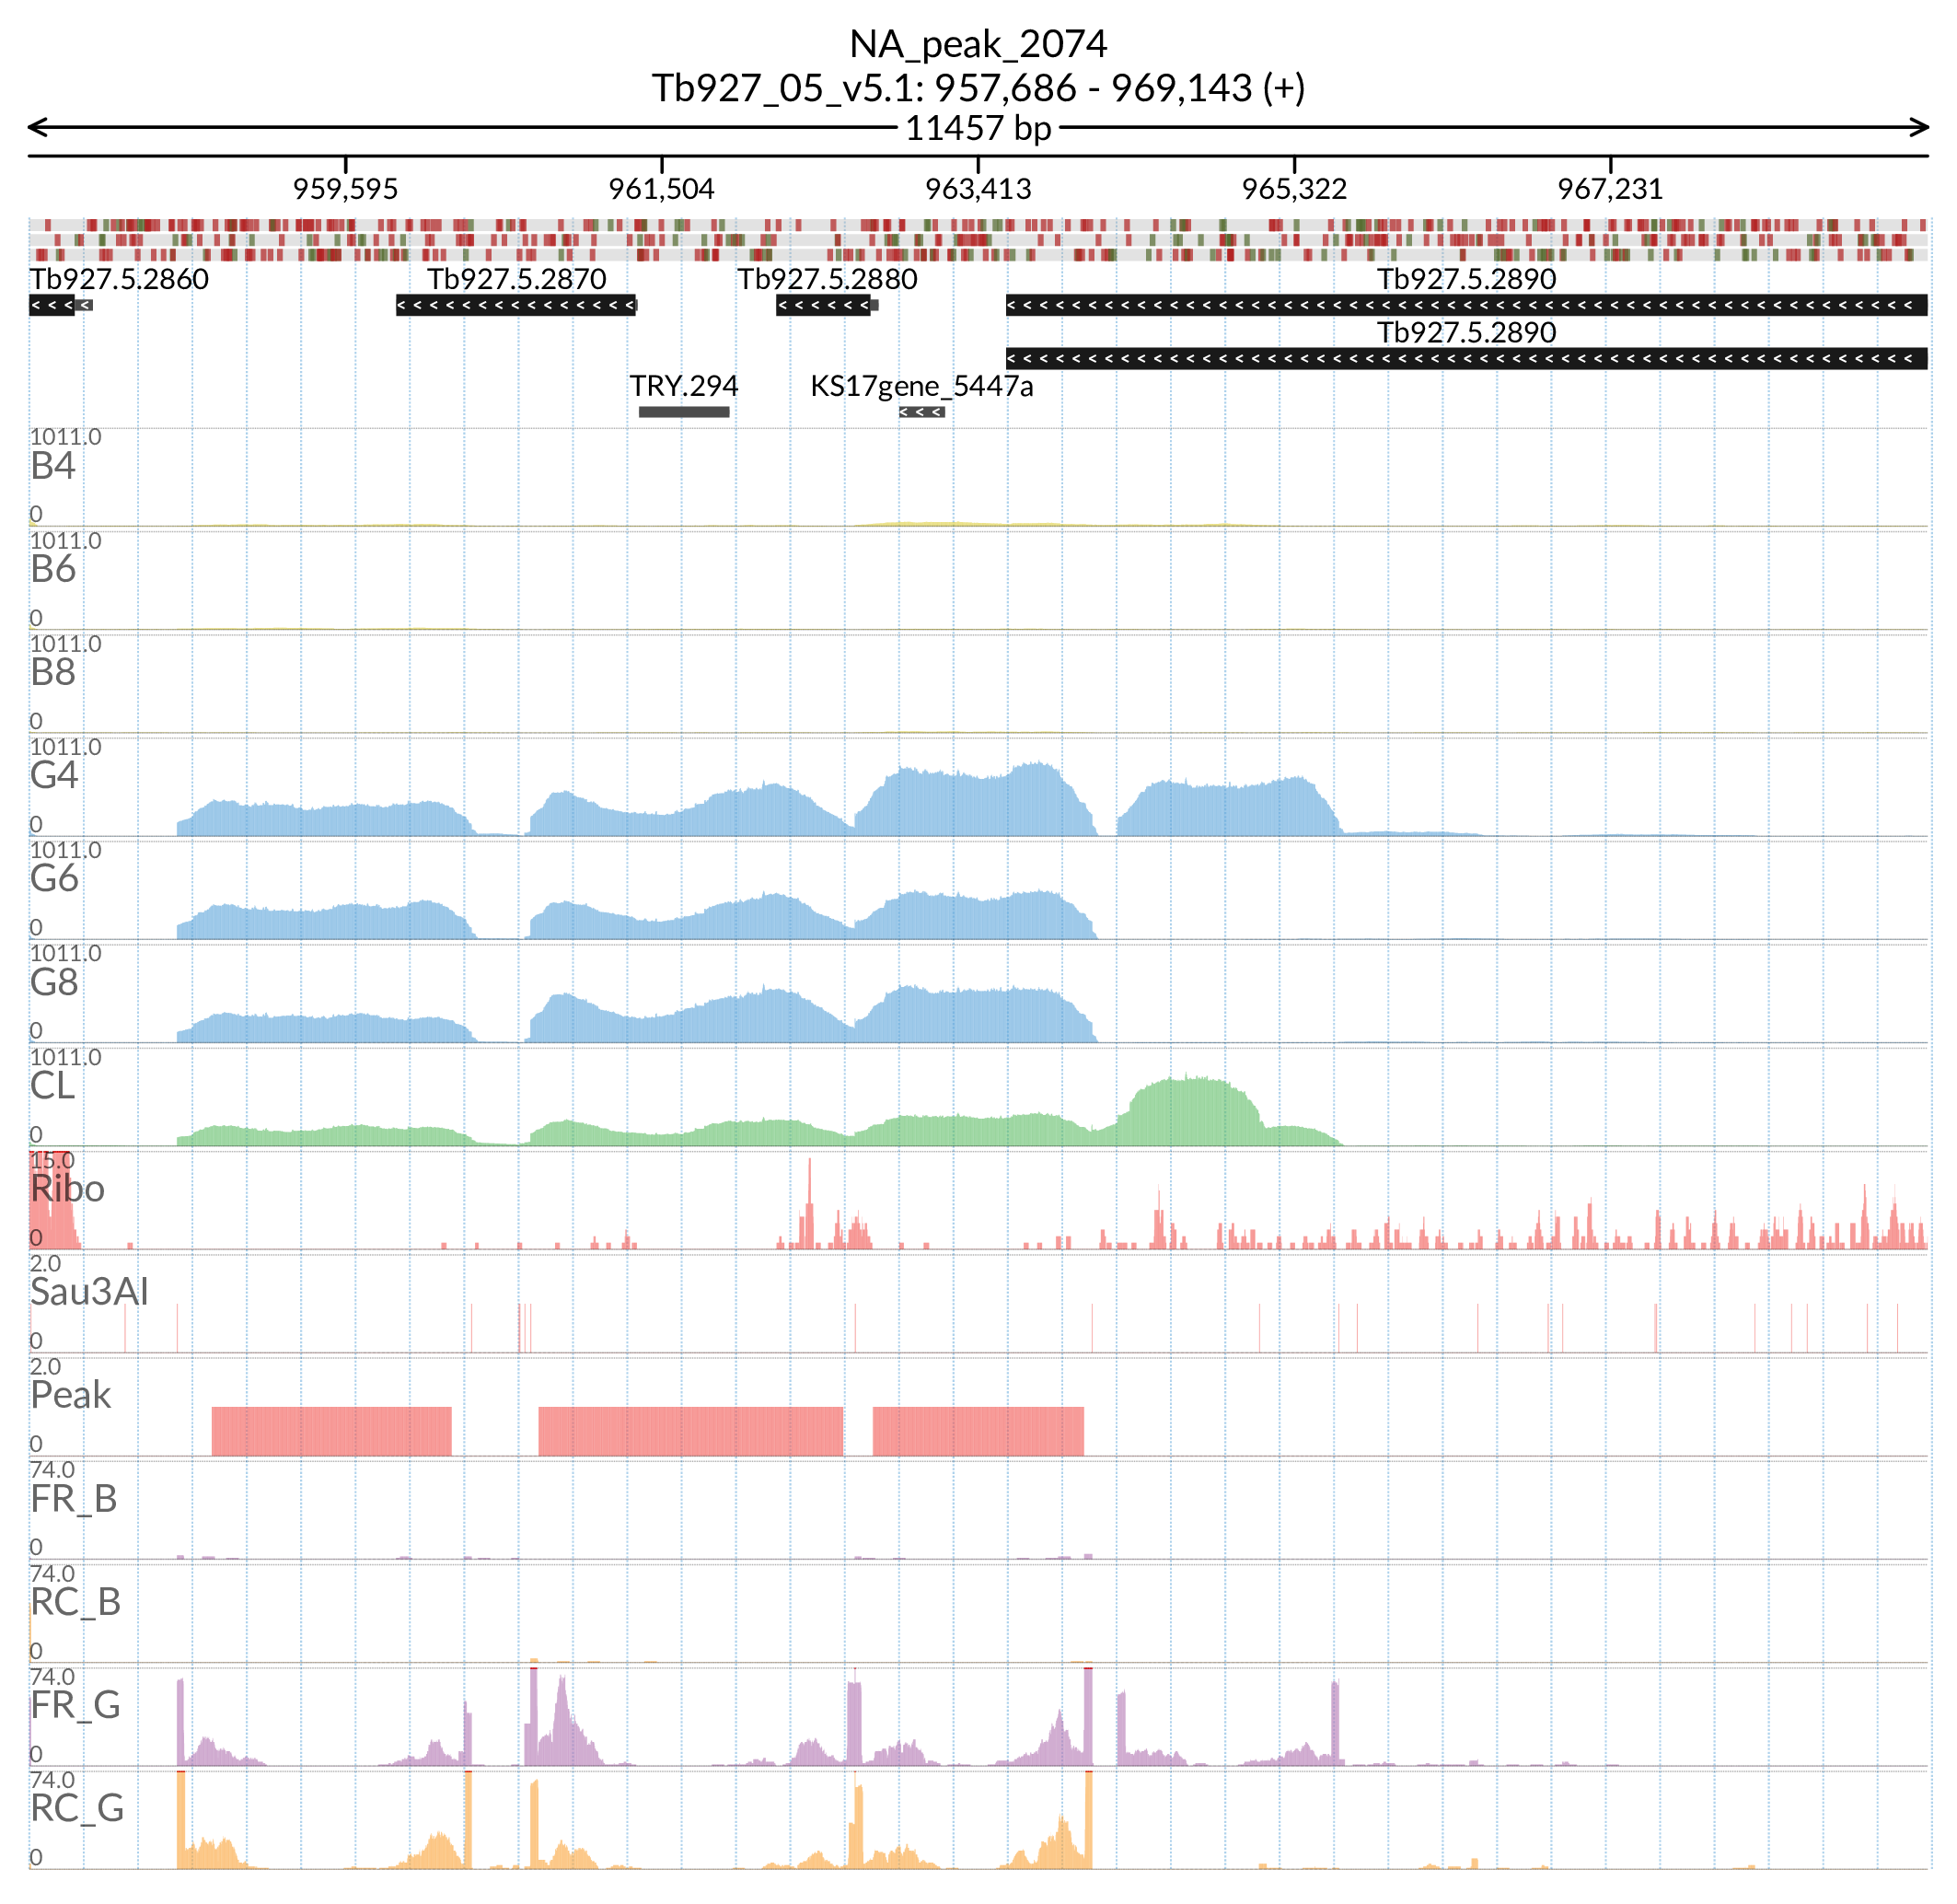 NA_peak_2074
Tb927_05_v5.1: 957,686 - 969,143 (+)
11457 bp
959,595 961,504 963,413 965,322 967,231
Tb927.5.2860 Tb927.5.2870 Tb927.5.2880 Tb927.5.2890
Tb927.5.2890
TRY.294 KS17gene_5447a
1011.0
B4
0
1011.0
B6
0
1011.0
B8
0
1011.0
G4
0
1011.0
G6
0
1011.0
G8
0
1011.0
CL
0
15.0
Ribo
0
2.0
Sau3AI
0
2.0
Peak
0
74.0
FR_B
0
74.0
RC_B
0
74.0
FR_G
0
74.0
RC_G
0